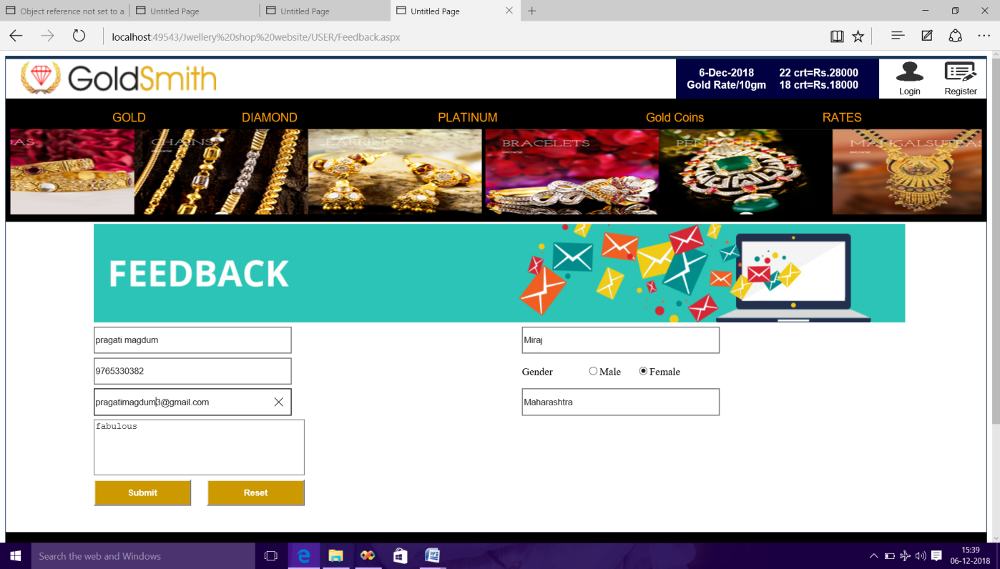 Object reference not set to a
Untitled Page
Untitled Page
Untitled Page
localhost:49543/Jwellery%20shop%20website/USER/Feedback.aspx
GoldSmith
6-Dec-2018 22 crt=Rs.28000
Gold Rate/10gm 18 crt=Rs.18000
Login
Register
GOLD DIAMOND PLATINUM Gold Coins RATES
CHAINS
BROWSE
EARRINGS
BRACELETS
BROWSE
PENDANTS
MANGALSUTRAS
FEEDBACK
pragati magdum
Miraj
9765330382
Gender Male Female
pragatimagdum3@gmail.com
Maharashtra
fabulous
Submit
Reset
Search the web and Windows
15:39
06-12-2018